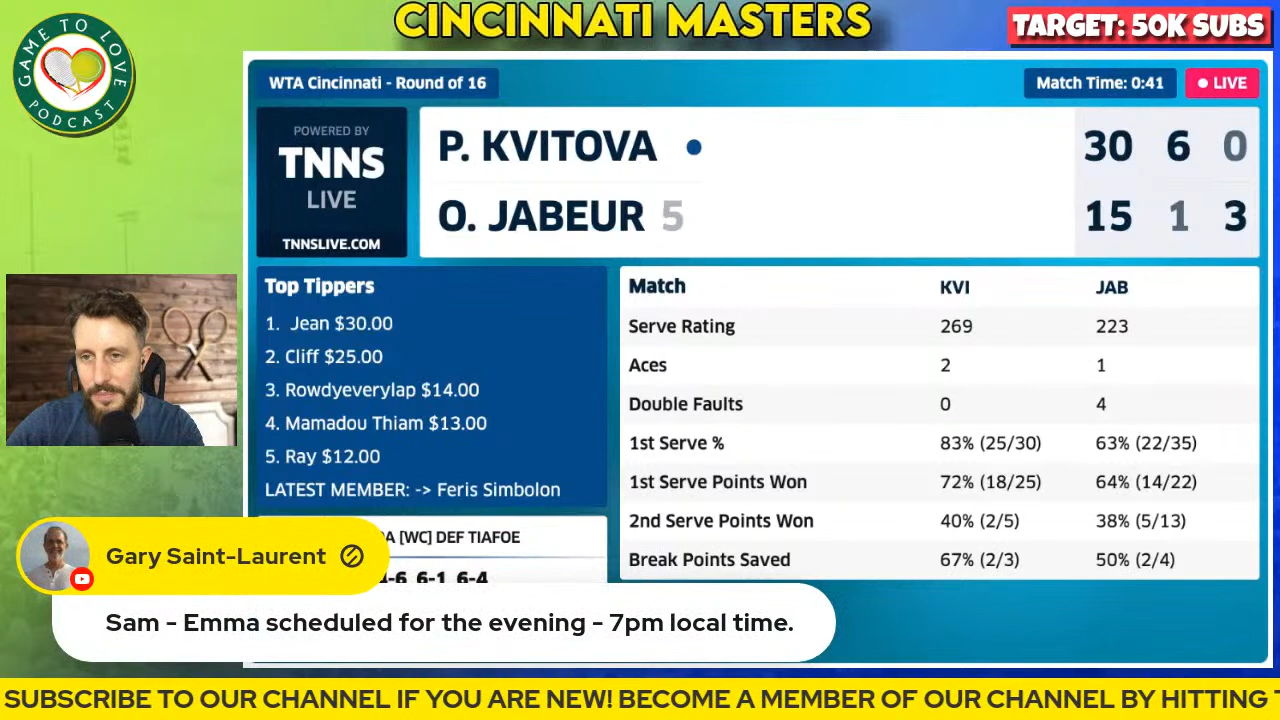 GAME TO LOVE
PODCAST
CINCINNATI MASTERS
TARGET: 50K SUBS
WTA Cincinnati - Round of 16
Match Time: 0:41
LIVE
POWERED BY
TNNS
LIVE
TNNSLIVE.COM
P. KVITOVA 30 6 0
O. JABEUR 5 15 1 3
Top Tippers
1. Jean $30.00
2. Cliff $25.00
3. Rowdyeverylap $14.00
4. Mamadou Thiam $13.00
5. Ray $12.00
LATEST MEMBER: -> Feris Simbolon
Match KVI JAB
Serve Rating 269 223
Aces 2 1
Double Faults 0 4
1st Serve % 83% (25/30) 63% (22/35)
1st Serve Points Won 72% (18/25) 64% (14/22)
2nd Serve Points Won 40% (2/5) 38% (5/13)
Break Points Saved 67% (2/3) 50% (2/4)
[WC] DEF TIAFOE
6-1 6-4
Gary Saint-Laurent
Sam - Emma scheduled for the evening - 7pm local time.
SUBSCRIBE TO OUR CHANNEL IF YOU ARE NEW! BECOME A MEMBER OF OUR CHANNEL BY HITTING